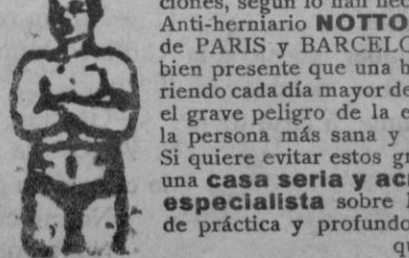 ciones, según lo han
Anti-herniario NOTTO
de PARIS y BARCELO
bien presente que una
riendo cada día mayor de
el grave peligro de la
la persona más sana y
Si quiere evitar estos
una casa seria y
especialista sobre
de práctica y profundo